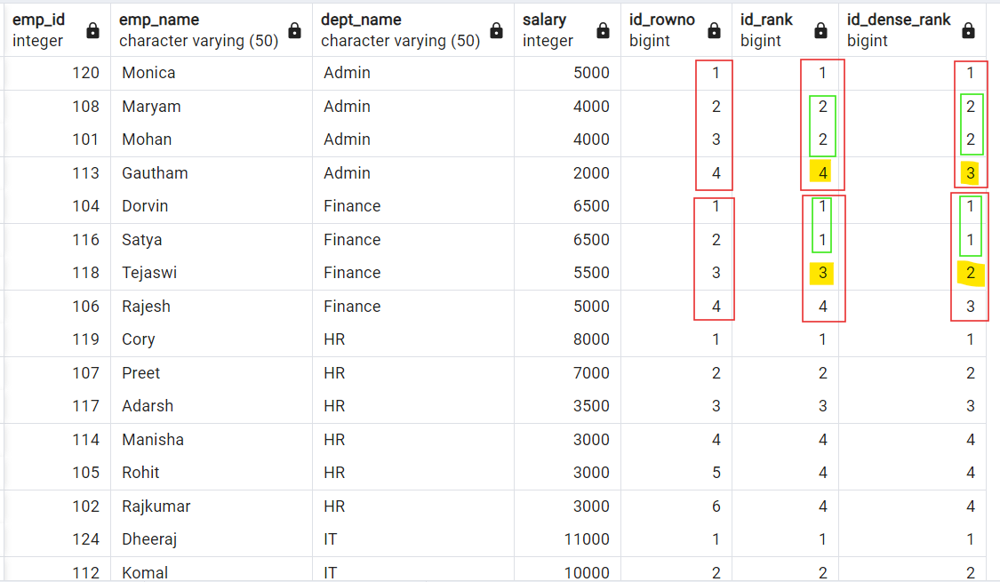 emp_id emp_name dept_name salary id_rowno id_rank id_dense_rank
integer character varying (50) character varying (50) integer bigint bigint bigint
120 Monica Admin 5000 1 1 1
108 Maryam Admin 4000 2 2 2
101 Mohan Admin 4000 3 2 2
113 Gautham Admin 2000 4 4 3
104 Dorvin Finance 6500 1 1 1
116 Satya Finance 6500 2 1 1
118 Tejaswi Finance 5500 3 3 2
106 Rajesh Finance 5000 4 4 3
119 Cory HR 8000 1 1 1
107 Preet HR 7000 2 2 2
117 Adarsh HR 3500 3 3 3
114 Manisha HR 3000 4 4 4
105 Rohit HR 3000 5 4 4
102 Rajkumar HR 3000 6 4 4
124 Dheeraj IT 11000 1 1 1
112 Komal IT 10000 2 2 2